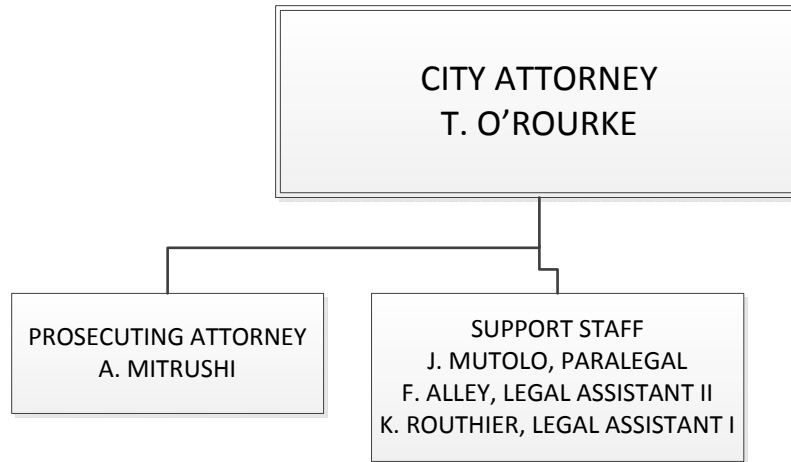 CITY ATTORNEY
T. O’ROURKE
PROSECUTING ATTORNEY
A. MITRUSHI
SUPPORT STAFF
J. MUTOLO, PARALEGAL
F. ALLEY, LEGAL ASSISTANT II
K. ROUTHIER, LEGAL ASSISTANT I